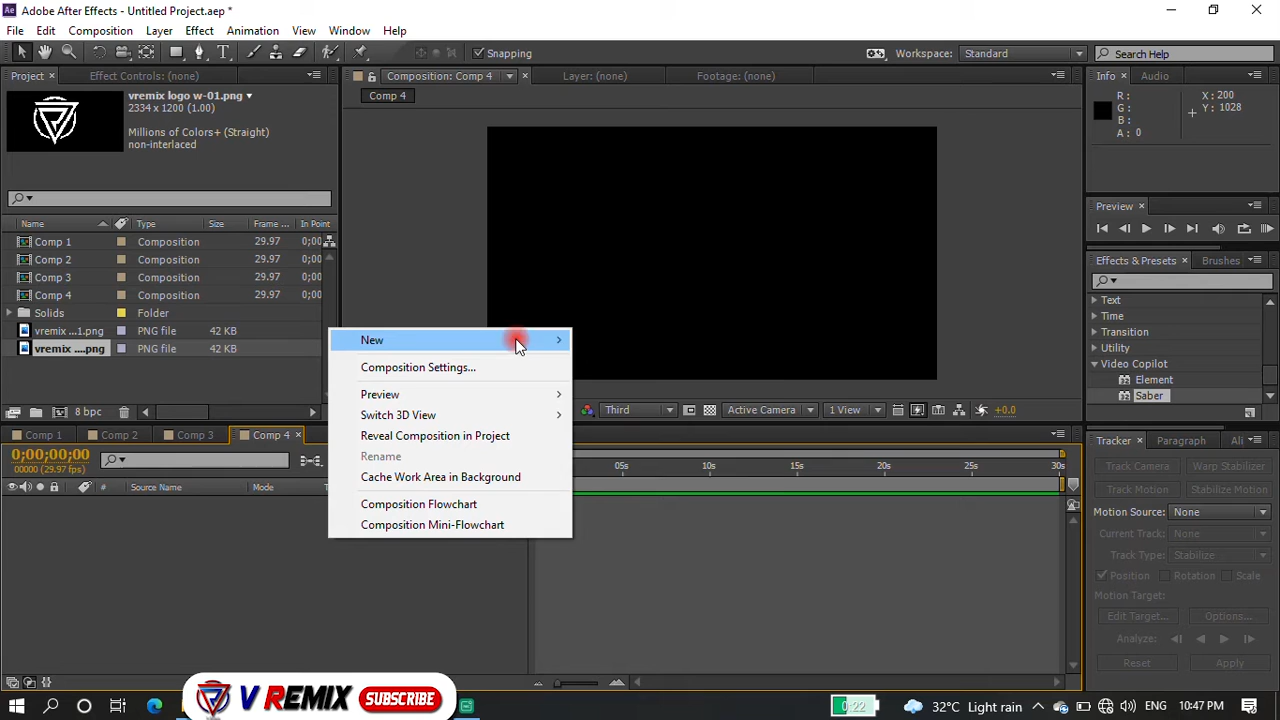 Ae Adobe After Effects - Untitled Project.aep *
File Edit Composition Layer Effect Animation View Window Help
Snapping Workspace: Standard Search Help
Project Effect Controls: (none) Composition: Comp 4 Layer: (none) Footage: (none) Info Audio
vremix logo w-01.png
2334 x 1200 (1.00)
Millions of Colors+ (Straight)
non-interlaced
Comp 4
R: X: 200
G: Y: 1028
B:
A: 0
Preview
Name Type Size Frame ... In Point
Comp 1 Composition 29.97 0;00
Comp 2 Composition 29.97 0;00
Comp 3 Composition 29.97 0;00
Comp 4 Composition 29.97 0;00
Solids Folder
vremix ...1.png PNG file 42 KB
vremix ....png PNG file 42 KB
Effects & Presets Brushes
Text
Time
Transition
Utility
Video Copilot
Element
Saber
New
Composition Settings...
Preview
Switch 3D View
Reveal Composition in Project
Rename
Cache Work Area in Background
Composition Flowchart
Composition Mini-Flowchart
8 bpc
Third Active Camera 1 View +0.0
Comp 1 Comp 2 Comp 3 Comp 4
0;00;00;00
00000 (29.97 fps)
05s 10s 15s 20s 25s 30s
# Source Name Mode T
Tracker Paragraph Ali
Track Camera Warp Stabilizer
Track Motion Stabilize Motion
Motion Source: None
Current Track: None
Track Type: Stabilize
Position Rotation Scale
Motion Target:
Edit Target... Options...
Analyze:
Reset Apply
V REMIX SUBSCRIBE
0:22 32°C Light rain ENG 10:47 PM